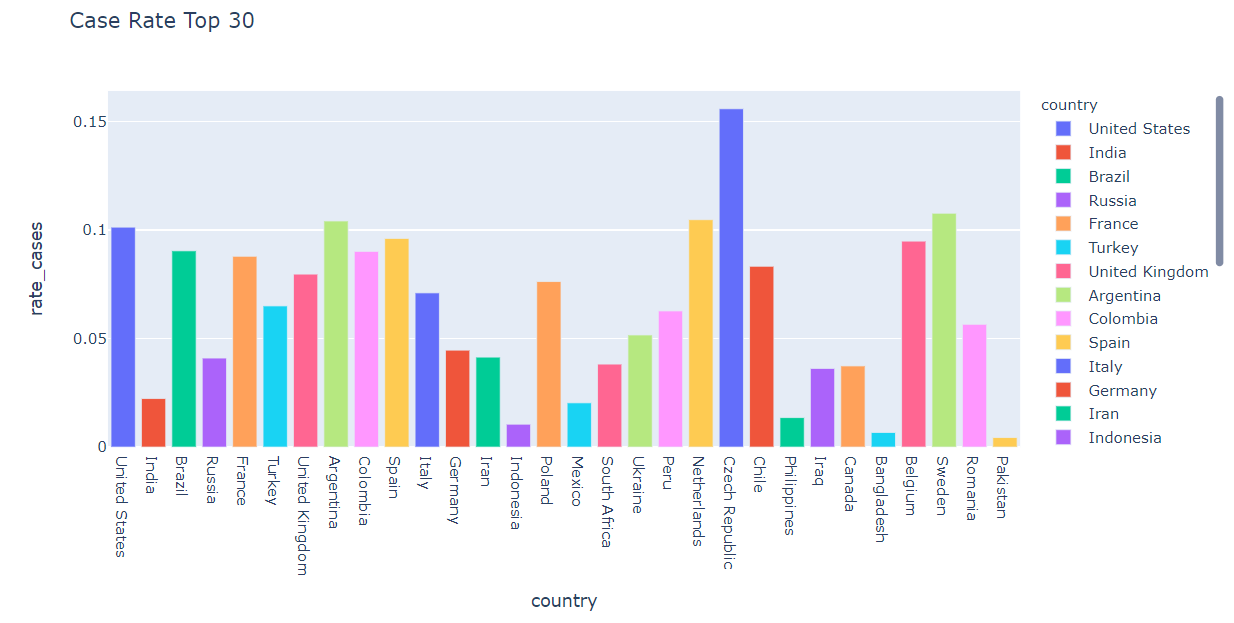 Case Rate Top 30
rate_cases
0.15
0.1
0.05
0
United States
India
Brazil
Russia
France
Turkey
United Kingdom
Argentina
Colombia
Spain
Italy
Germany
Iran
Indonesia
Poland
Mexico
South Africa
Ukraine
Peru
Netherlands
Czech Republic
Chile
Philippines
Iraq
Canada
Bangladesh
Belgium
Sweden
Romania
Pakistan
country
country
United States
India
Brazil
Russia
France
Turkey
United Kingdom
Argentina
Colombia
Spain
Italy
Germany
Iran
Indonesia